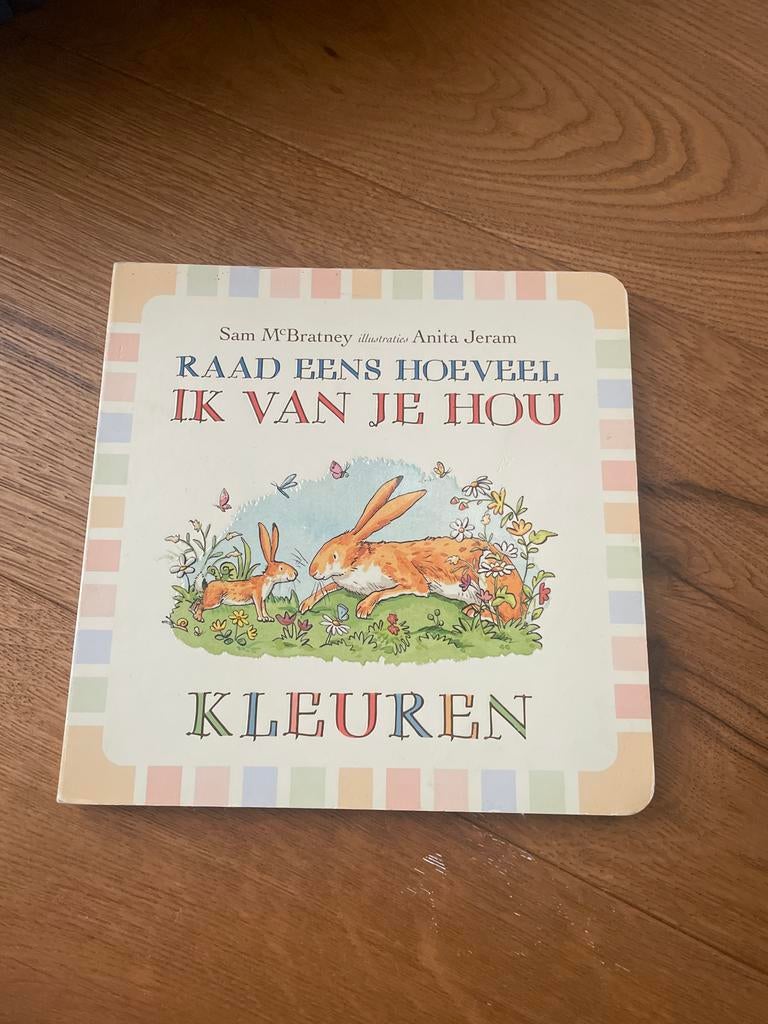 Sam McBratney illustraties Anita Jeram
RAAD EENS HOEVEEL
IK VAN JE HOU
KLEUREN